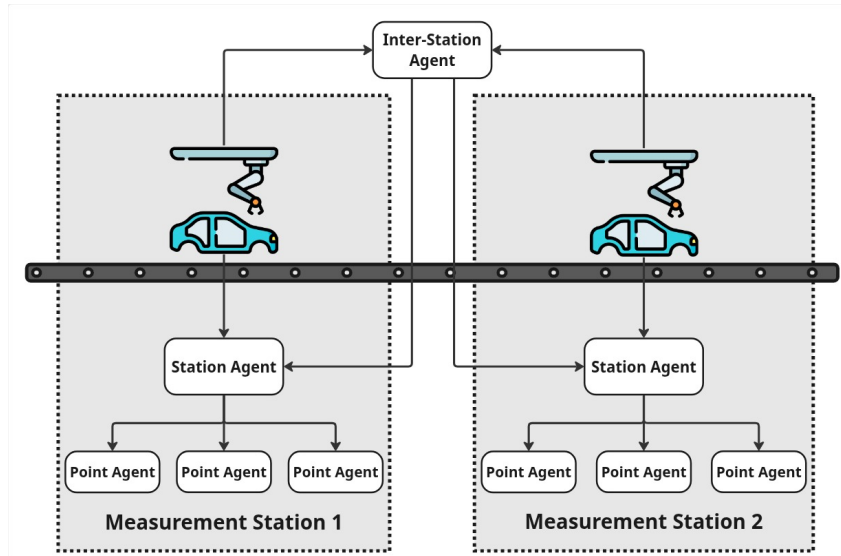 Inter-Station
Agent
Station Agent
Station Agent
Point Agent
Point Agent
Point Agent
Point Agent
Point Agent
Point Agent
Measurement Station 1
Measurement Station 2